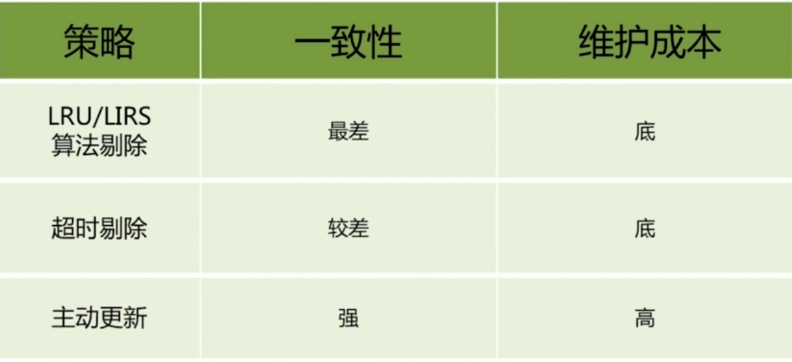 策略 一致性 维护成本
LRU/LIRS
算法剔除 最差 底
超时剔除 较差 底
主动更新 强 高